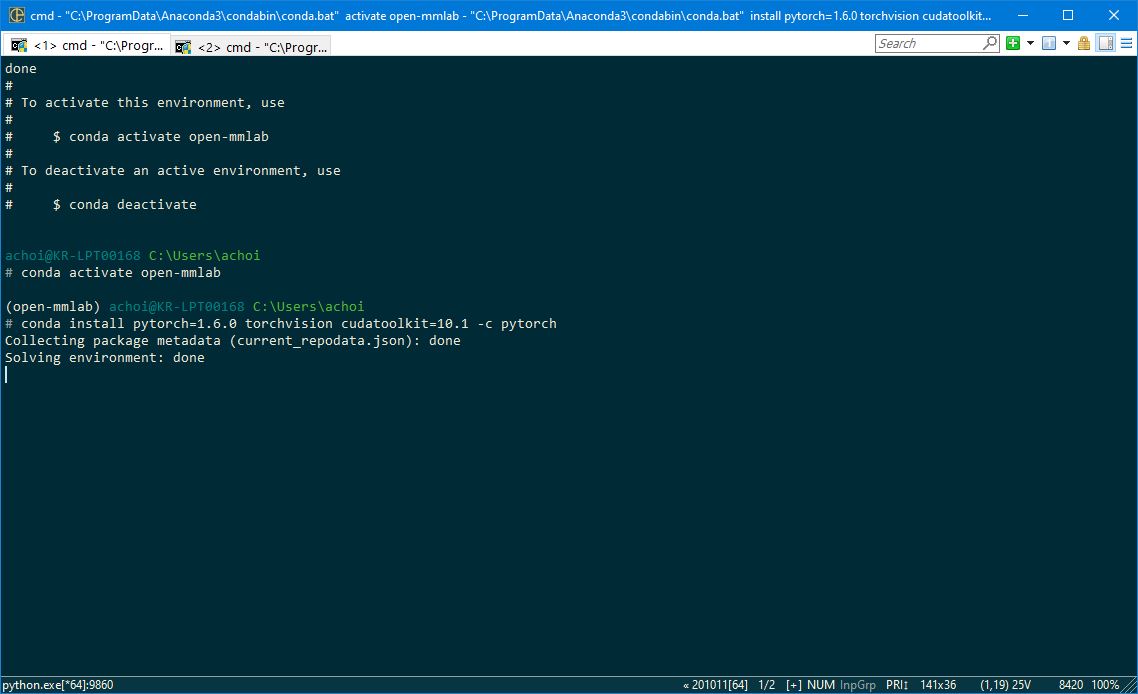 cmd - "C:\ProgramData\Anaconda3\condabin\conda.bat" activate open-mmlab - "C:\ProgramData\Anaconda3\condabin\conda.bat" install pytorch=1.6.0 torchvision cudatoolkit...
<1> cmd - "C:\Progr... <2> cmd - "C:\Progr... Search
done
#
# To activate this environment, use
#
#     $ conda activate open-mmlab
#
# To deactivate an active environment, use
#
#     $ conda deactivate
achoi@KR-LPT00168 C:\Users\achoi
# conda activate open-mmlab
(open-mmlab) achoi@KR-LPT00168 C:\Users\achoi
# conda install pytorch=1.6.0 torchvision cudatoolkit=10.1 -c pytorch
Collecting package metadata (current_repodata.json): done
Solving environment: done
python.exe[*64]:9860 « 201011[64] 1/2 [+] NUM InpGrp PRI↕ 141x36 (1,19) 25V 8420 100%